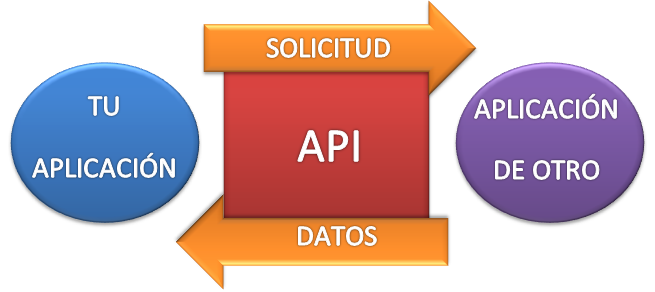 SOLICITUD
TU
APLICACIÓN
API
APLICACIÓN
DE OTRO
DATOS